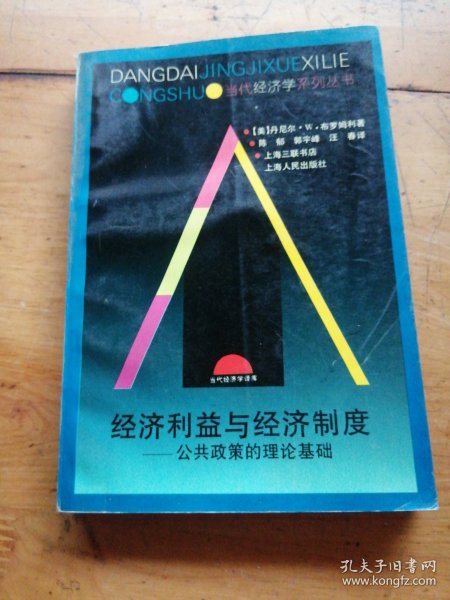 DANGDAIJINGJIXUEXILIE
CONGSHU 当代经济学系列丛书
[美]丹尼尔·W·布罗姆利著
陈 郁 郭宇峰 汪 春译
上海三联书店
上海人民出版社
当代经济学译库
经济利益与经济制度
——公共政策的理论基础
孔夫子旧书网
www.kongfz.com